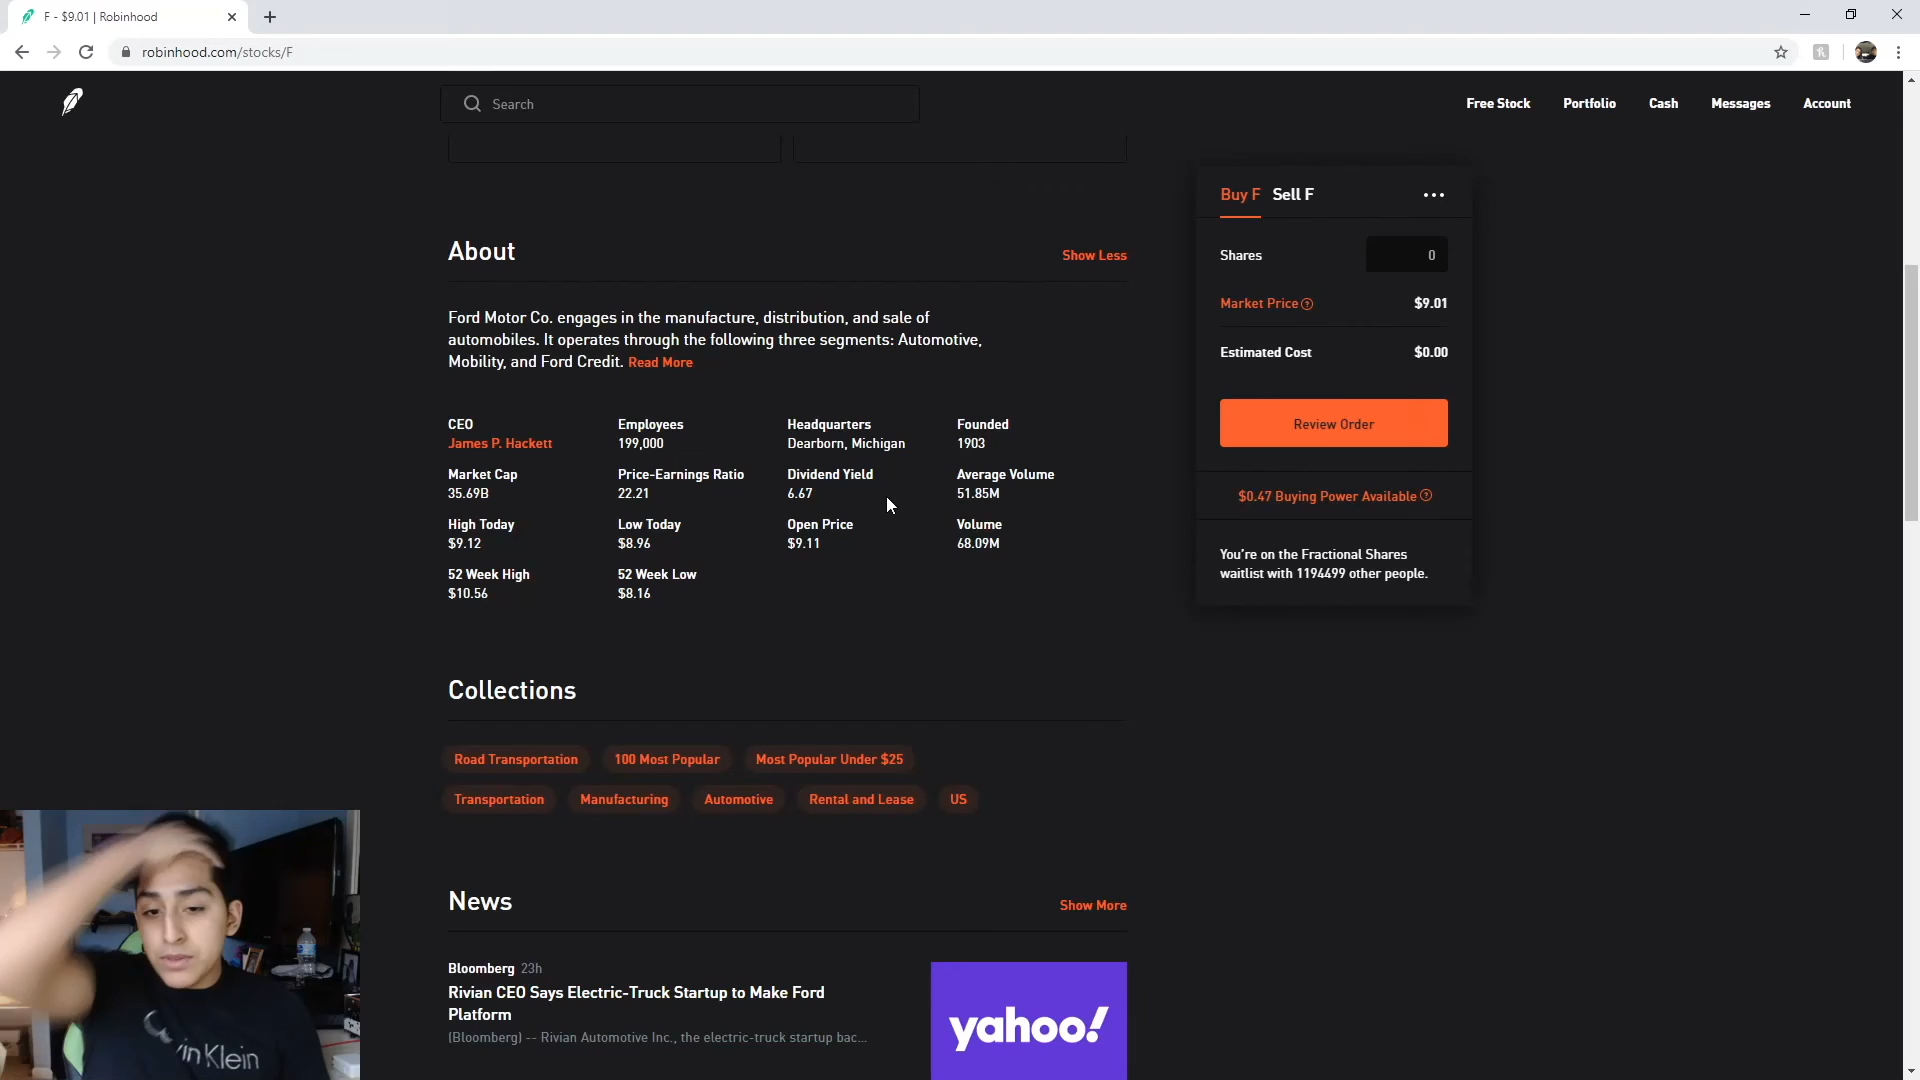 F - $9.01 | Robinhood
robinhood.com/stocks/F
Search
Free Stock Portfolio Cash Messages Account
Buy F Sell F
Shares 0
Market Price $9.01
Estimated Cost $0.00
Review Order
$0.47 Buying Power Available
You're on the Fractional Shares
waitlist with 1194499 other people.
About
Show Less
Ford Motor Co. engages in the manufacture, distribution, and sale of
automobiles. It operates through the following three segments: Automotive,
Mobility, and Ford Credit. Read More
CEO Employees Headquarters Founded
James P. Hackett 199,000 Dearborn, Michigan 1903
Market Cap Price-Earnings Ratio Dividend Yield Average Volume
35.69B 22.21 6.67 51.85M
High Today Low Today Open Price Volume
$9.12 $8.96 $9.11 68.09M
52 Week High 52 Week Low
$10.56 $8.16
Collections
Road Transportation 100 Most Popular Most Popular Under $25
Transportation Manufacturing Automotive Rental and Lease US
News
Show More
Bloomberg 23h
Rivian CEO Says Electric-Truck Startup to Make Ford
Platform
(Bloomberg) -- Rivian Automotive Inc., the electric-truck startup bac...
yahoo!
in Klein